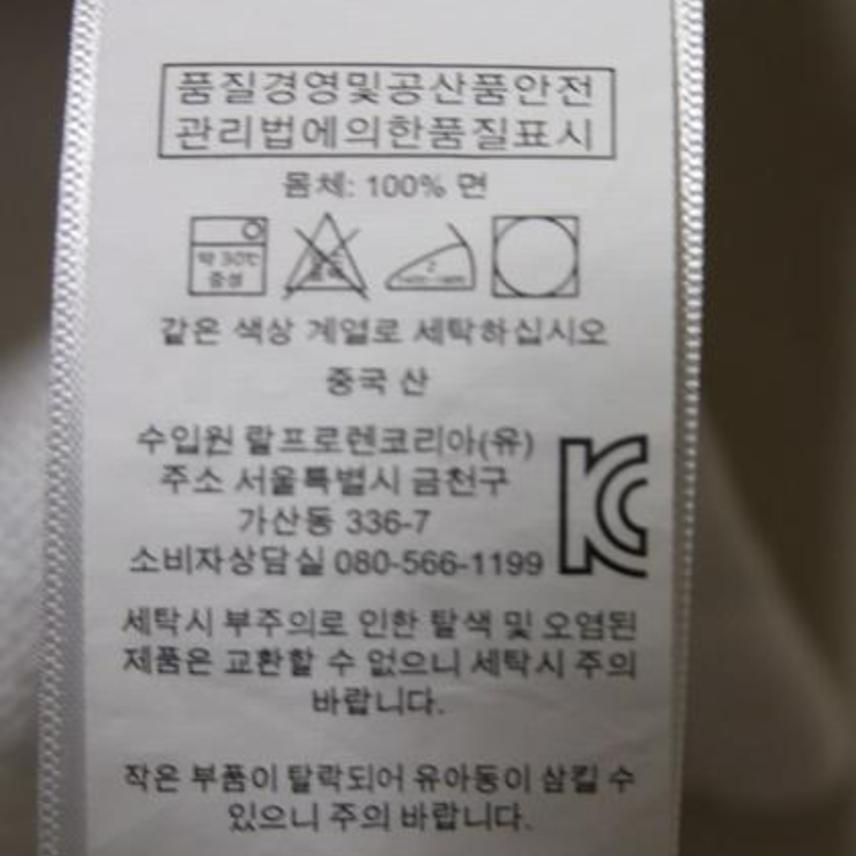 품질경영및공산품안전
관리법에의한품질표시
몸체: 100% 면
약 30℃
중성
같은 색상 계열로 세탁하십시오
중국 산
수입원 랄프로렌코리아(유)
주소 서울특별시 금천구
가산동 336-7
소비자상담실 080-566-1199
세탁시 부주의로 인한 탈색 및 오염된
제품은 교환할 수 없으니 세탁시 주의
바랍니다.
작은 부품이 탈락되어 유아동이 삼킬 수
있으니 주의 바랍니다.